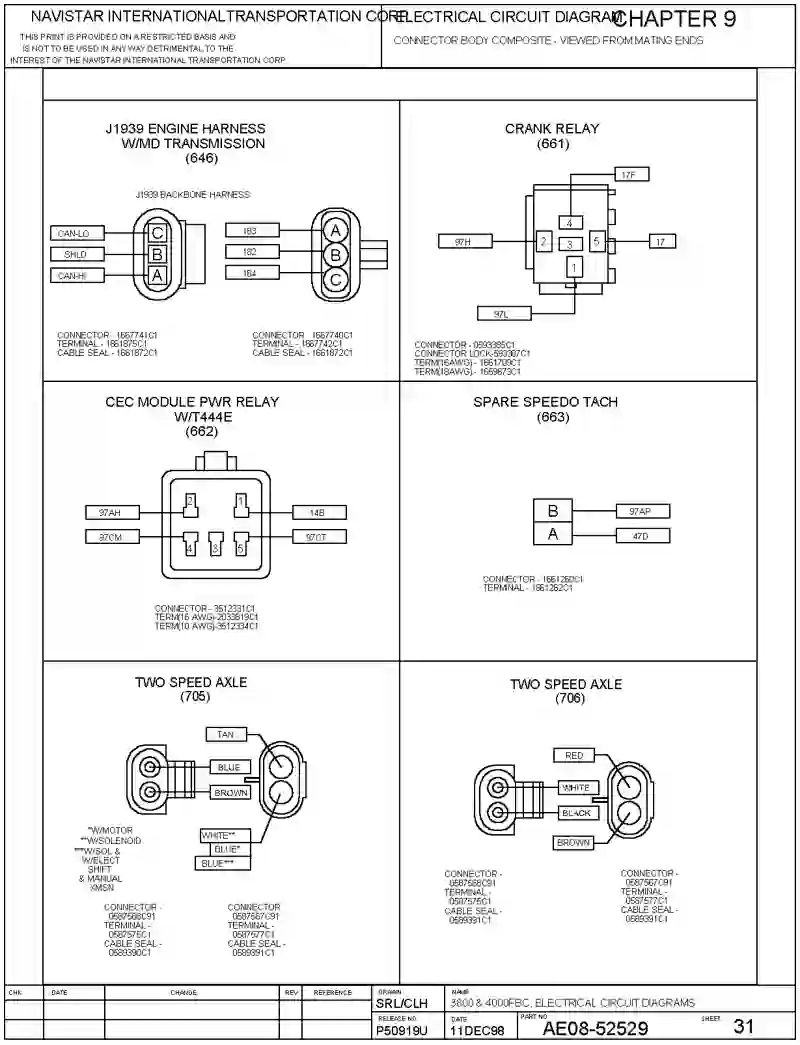 NAVISTAR INTERNATIONAL TRANSPORTATION CORP.
THIS PRINT IS PROVIDED ON A RESTRICTED BASIS AND
IS NOT TO BE USED IN ANY WAY DETRIMENTAL TO THE
INTEREST OF THE NAVISTAR INTERNATIONAL TRANSPORTATION CORP
ELECTRICAL CIRCUIT DIAGRAM
CHAPTER 9
CONNECTOR BODY COMPOSITE - VIEWED FROM MATING ENDS
J1939 ENGINE HARNESS
W/MD TRANSMISSION
(646)
J1939 BACKBONE HARNESS
CAN-LO
SHLD
CAN-HI
C
B
A
183
182
184
A
B
C
CONNECTOR - 1667741C1
TERMINAL - 1661875C1
CABLE SEAL - 1661872C1
CONNECTOR - 1667740C1
TERMINAL - 1667742C1
CABLE SEAL - 1661872C1
CRANK RELAY
(661)
17F
97H
17
97L
4
2
3
5
1
CONNECTOR - 0593385C1
CONNECTOR LOCK-593387C1
TERM(16AWG) - 1661789C1
TERM(18AWG) - 1659673C1
CEC MODULE PWR RELAY
W/T444E
(662)
97AH
97CM
14B
97CT
2
1
4
3
5
CONNECTOR - 3512331C1
TERM(16 AWG)-2033819C1
TERM(10 AWG)-3512334C1
SPARE SPEEDO TACH
(663)
B
A
97AP
47D
CONNECTOR - 1661260C1
TERMINAL - 1661262C1
TWO SPEED AXLE
(705)
TAN
BLUE
BROWN
WHITE**
BLUE*
BLUE***
*W/MOTOR
**W/SOLENOID
***W/SOL &
W/ELECT
SHIFT
& MANUAL
XMSN
CONNECTOR -
0587568C91
TERMINAL -
0587575C1
CABLE SEAL -
0589390C1
CONNECTOR
0587567C91
TERMINAL -
0587577C1
CABLE SEAL -
0589391C1
TWO SPEED AXLE
(706)
RED
WHITE
BLACK
BROWN
CONNECTOR -
0587568C91
TERMINAL -
0587575C1
CABLE SEAL -
0589391C1
CONNECTOR -
0587567C91
TERMINAL -
0587577C1
CABLE SEAL -
0589391C1
CHK
DATE
CHANGE
REV
REFERENCE
DRAWN
SRL/CLH
NAME
3800 & 4000FBC, ELECTRICAL CIRCUIT DIAGRAMS
RELEASE NO.
P50919U
DATE
11DEC98
PART NO.
AE08-52529
SHEET
31